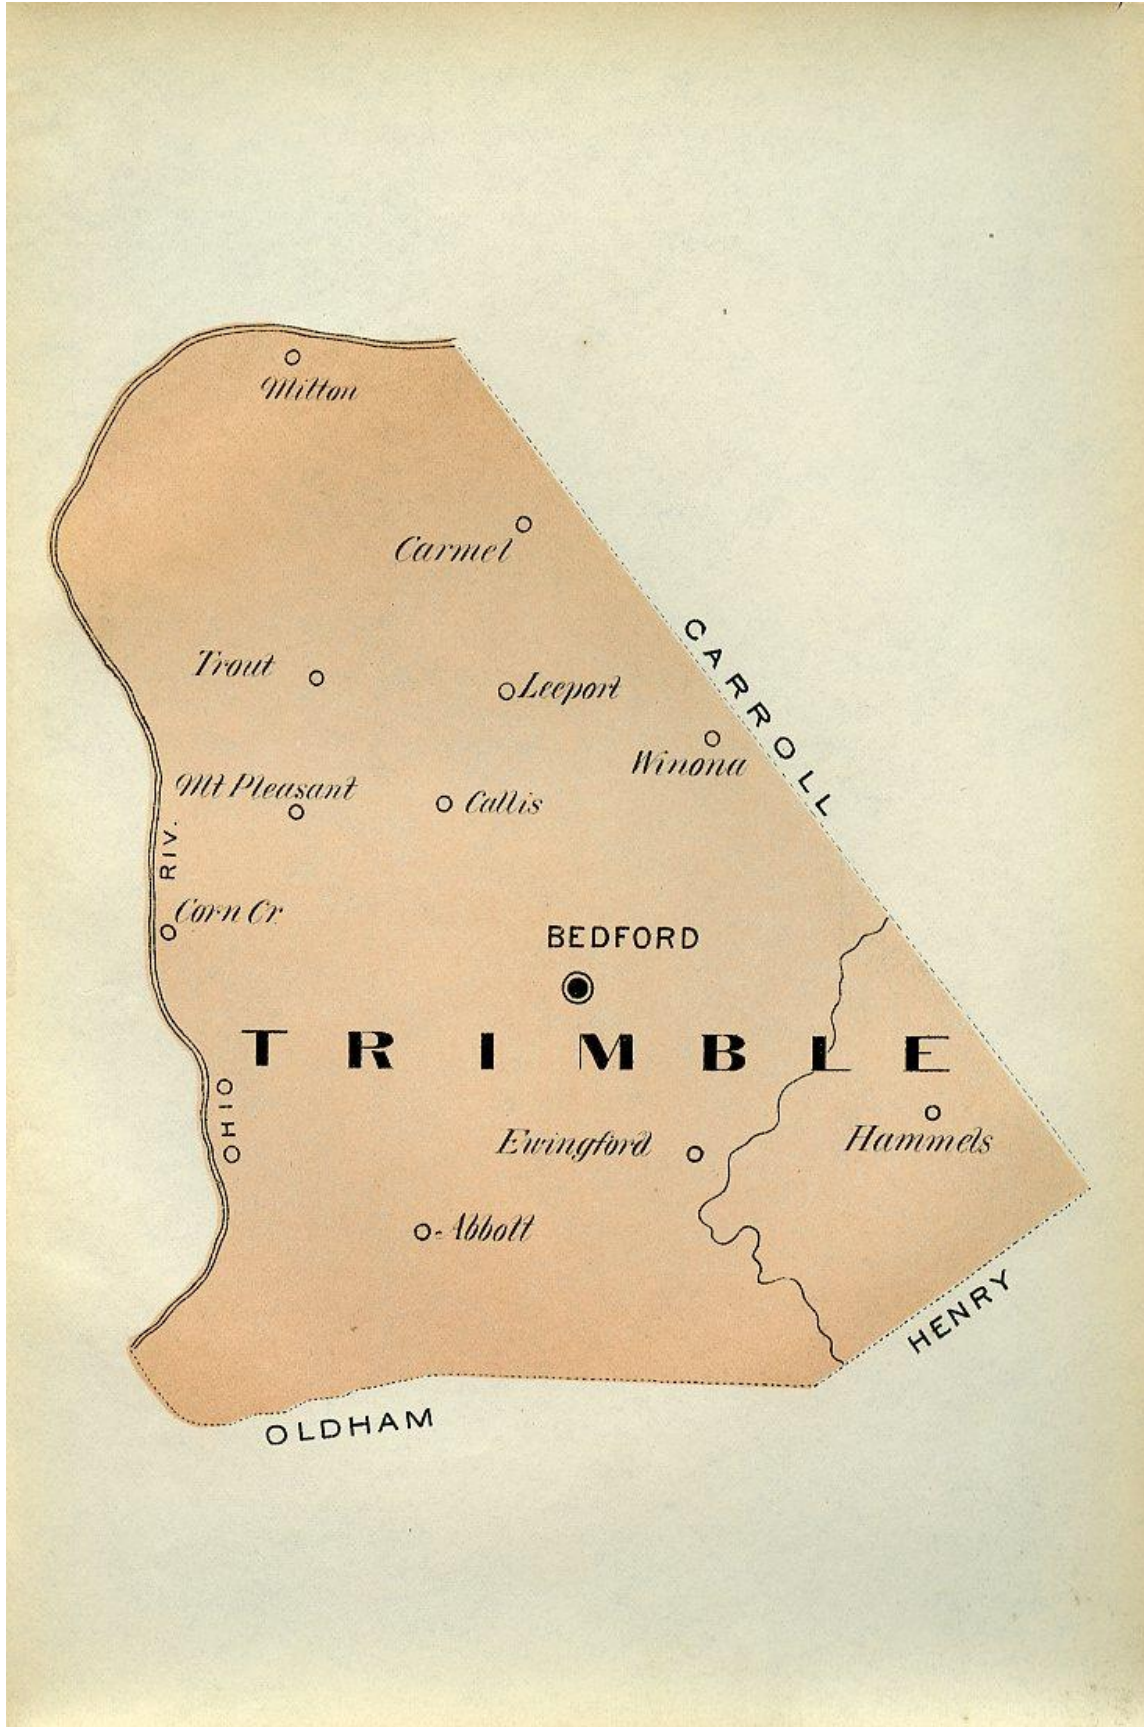 Milton
Carmel
Trout
Leeport
CARROLL
Winona
Mt Pleasant
Callis
RIV.
Corn Cr.
BEDFORD
TRIMBLE
OHIO
Ewingford
Hammels
Abbott
HENRY
OLDHAM